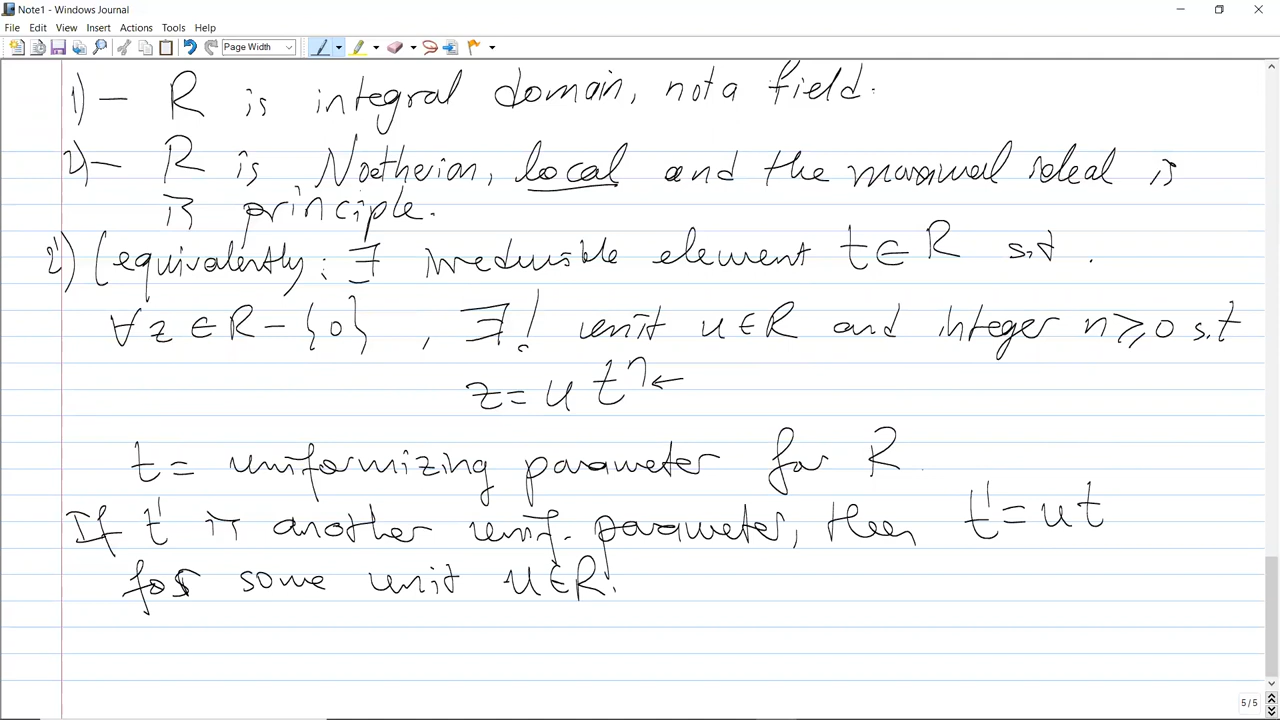 Note1 - Windows Journal
File Edit View Insert Actions Tools Help
Page Width
1) — R is integral domain, not a field.
2) — R is Noetherian, local and the maximal ideal is
is principle.
2') (equivalently: ∃ irreducible element t ∈ R s.t.
∀ z ∈ R - {0}, ∃! unit u ∈ R and integer n ⩾ 0 s.t
z = u tⁿ ←
t = uniformizing parameter for R.
If t' is another unif. parameter, then t' = ut
for some unit u ∈ R.
5 / 5